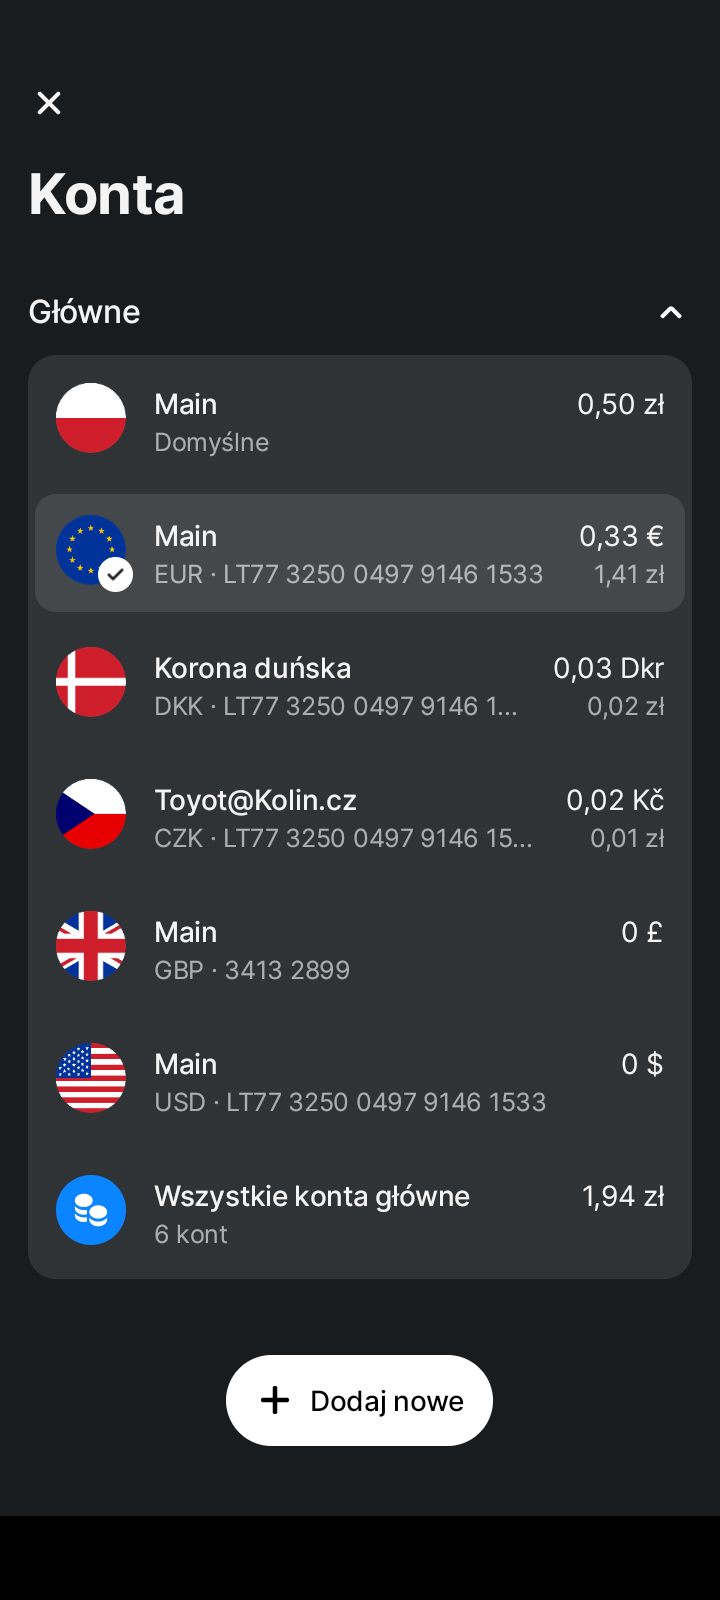 Konta
Główne
Main 0,50 zł
Domyślne
Main 0,33 €
EUR · LT77 3250 0497 9146 1533 1,41 zł
Korona duńska 0,03 Dkr
DKK · LT77 3250 0497 9146 1... 0,02 zł
Toyot@Kolin.cz 0,02 Kč
CZK · LT77 3250 0497 9146 15... 0,01 zł
Main 0 £
GBP · 3413 2899
Main 0 $
USD · LT77 3250 0497 9146 1533
Wszystkie konta główne 1,94 zł
6 kont
Dodaj nowe